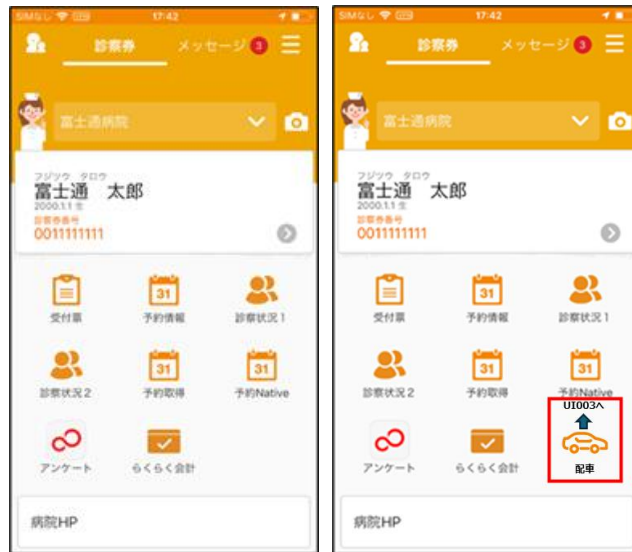 SIMなし
17:42
診察券
メッセージ 3
富士通病院
フジツウ タロウ
富士通 太郎
2000.1.1 生
診察券番号
0011111111
31
受付票
予約情報
診察状況1
31
31
診察状況2
予約取得
予約Native
アンケート
らくらく会計
病院HP
SIMなし
17:42
診察券
メッセージ 3
富士通病院
フジツウ タロウ
富士通 太郎
2000.1.1 生
診察券番号
0011111111
31
受付票
予約情報
診察状況1
31
31
診察状況2
予約取得
予約Native
UI003へ
アンケート
らくらく会計
配車
病院HP